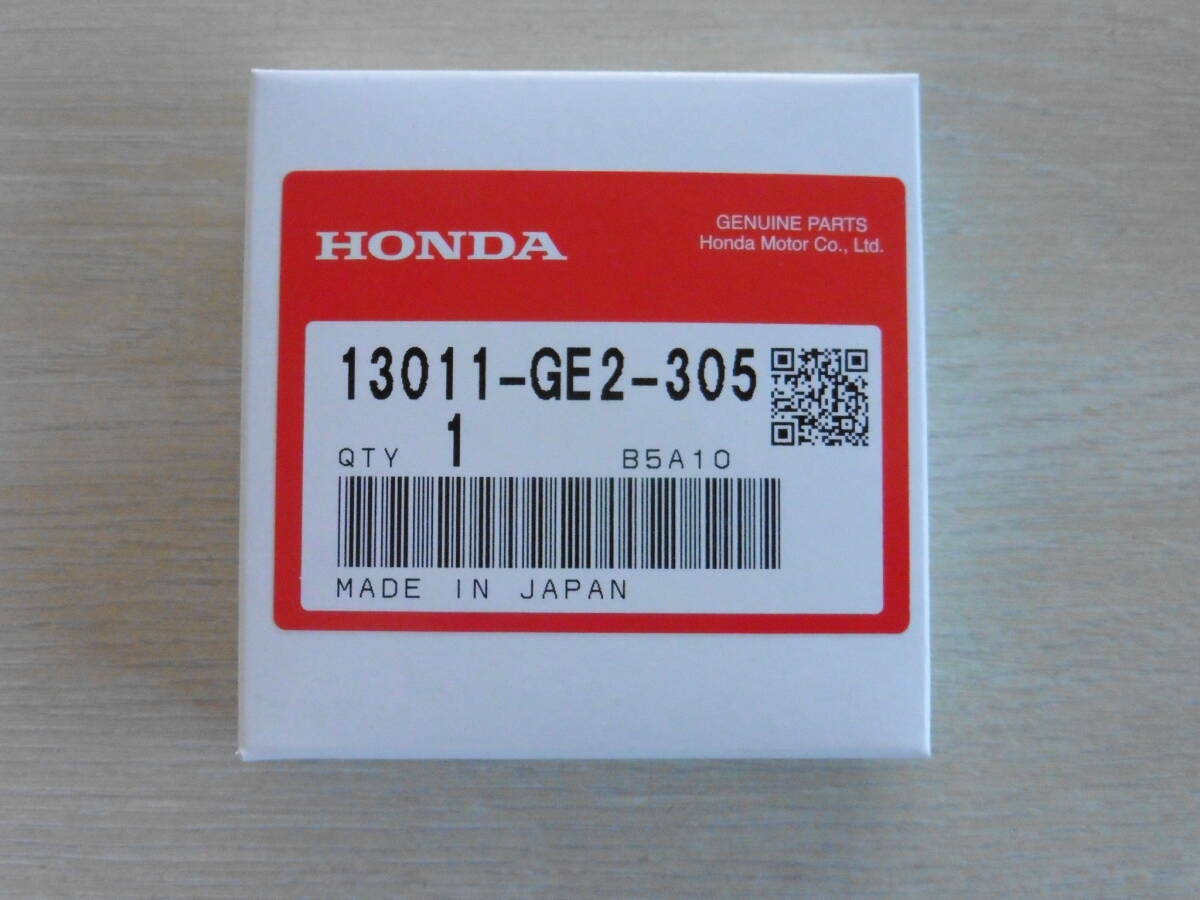 HONDA
GENUINE PARTS
Honda Motor Co., Ltd.
13011-GE2-305
QTY 1 B5A10
MADE IN JAPAN